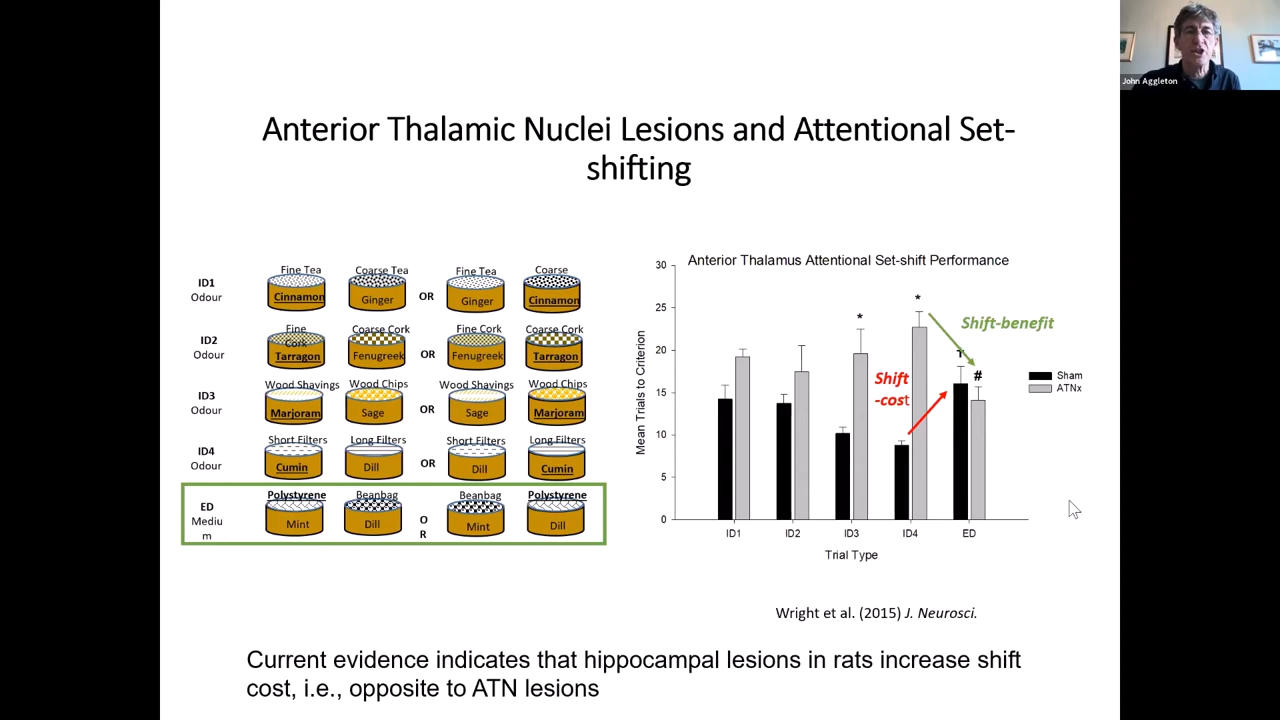 John Aggleton
Anterior Thalamic Nuclei Lesions and Attentional Set-
shifting
Fine Tea Coarse Tea Fine Tea Coarse
ID1
Odour
Cinnamon Ginger OR Ginger Cinnamon
Fine Coarse Cork Fine Cork Coarse Cork
Cork
ID2
Odour
Tarragon Fenugreek OR Fenugreek Tarragon
Wood Shavings Wood Chips Wood Shavings Wood Chips
ID3
Odour
Marjoram Sage OR Sage Marjoram
Short Filters Long Filters Short Filters Long Filters
ID4
Odour
Cumin Dill OR Dill Cumin
Polystyrene Beanbag Beanbag Polystyrene
ED
Mediu
m
Mint Dill O
R Mint Dill
Anterior Thalamus Attentional Set-shift Performance
Mean Trials to Criterion
30
25
20
15
10
5
0
* * #
Shift-benefit
Shift
-cost
Sham
ATNx
ID1 ID2 ID3 ID4 ED
Trial Type
Wright et al. (2015) J. Neurosci.
Current evidence indicates that hippocampal lesions in rats increase shift
cost, i.e., opposite to ATN lesions